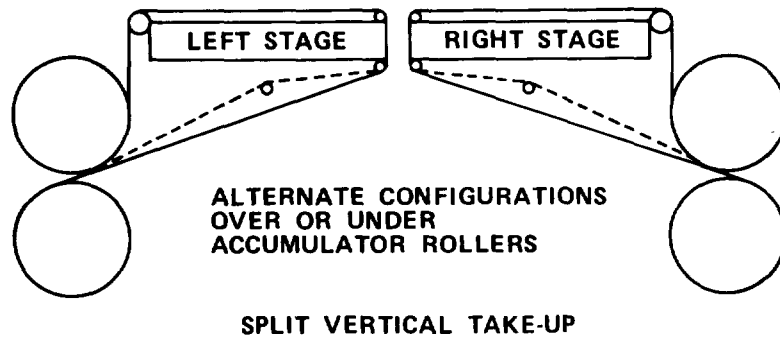 LEFT STAGE
RIGHT STAGE
ALTERNATE CONFIGURATIONS
OVER OR UNDER
ACCUMULATOR ROLLERS
SPLIT VERTICAL TAKE-UP